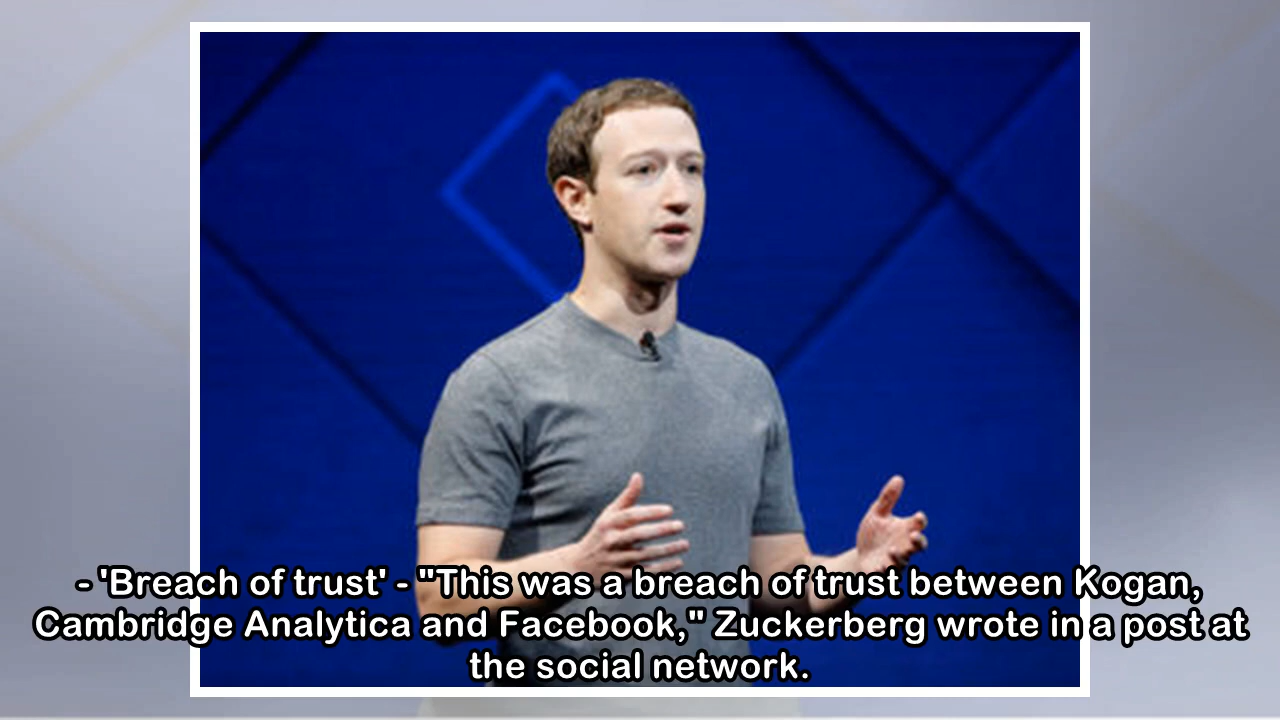 - 'Breach of trust' - "This was a breach of trust between Kogan,
Cambridge Analytica and Facebook," Zuckerberg wrote in a post at
the social network.